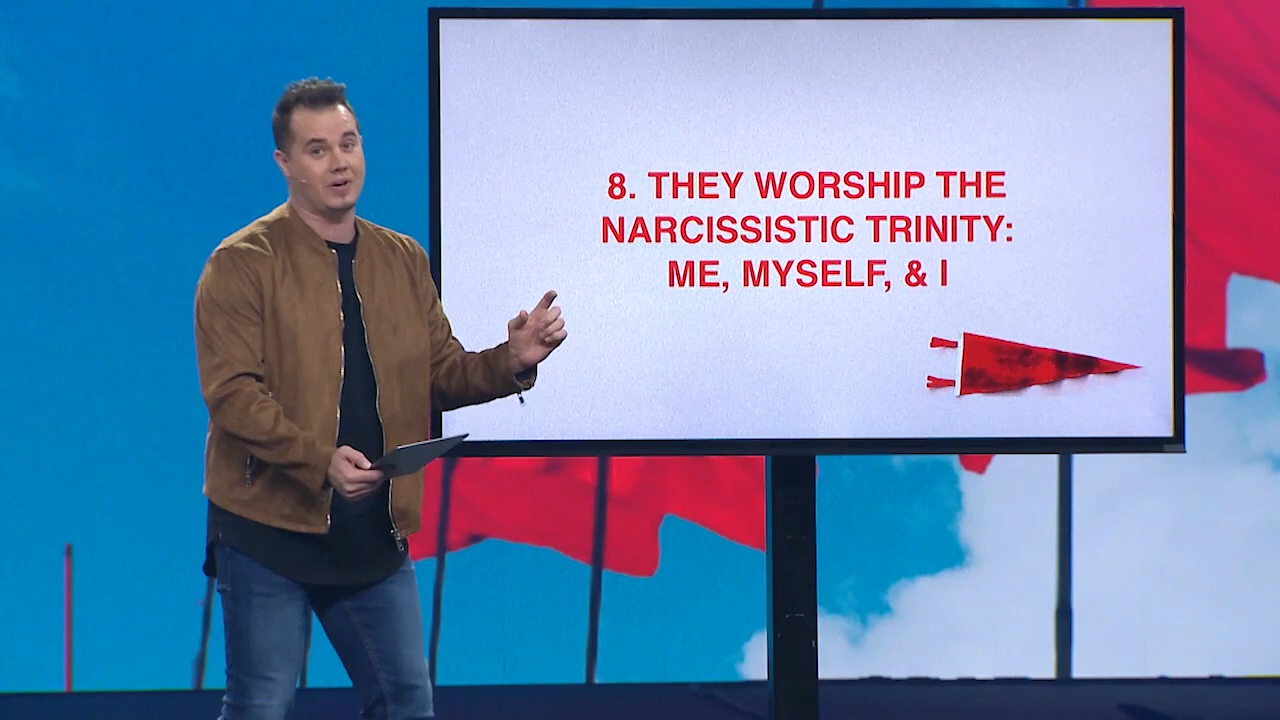 8. THEY WORSHIP THE
NARCISSISTIC TRINITY:
ME, MYSELF, & I